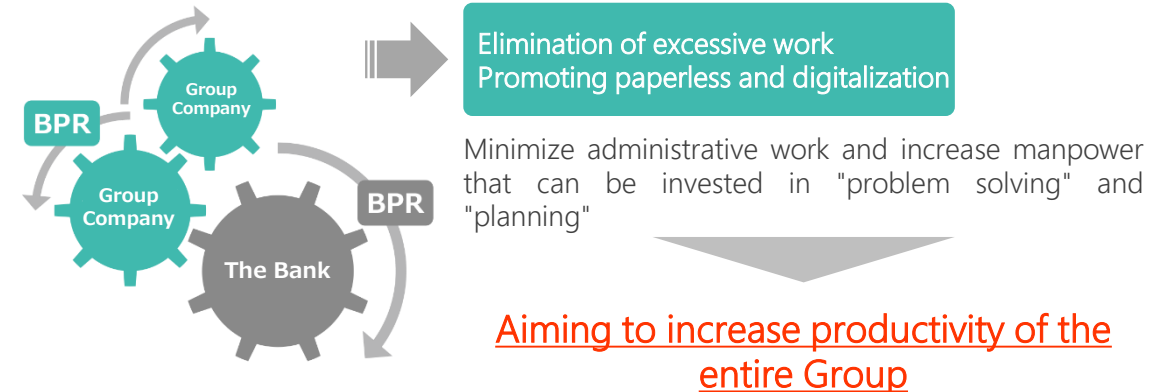 Group
Company
BPR
Group
Company
The Bank
BPR
Elimination of excessive work
Promoting paperless and digitalization
Minimize administrative work and increase manpower
that can be invested in "problem solving" and
"planning"
Aiming to increase productivity of the
entire Group